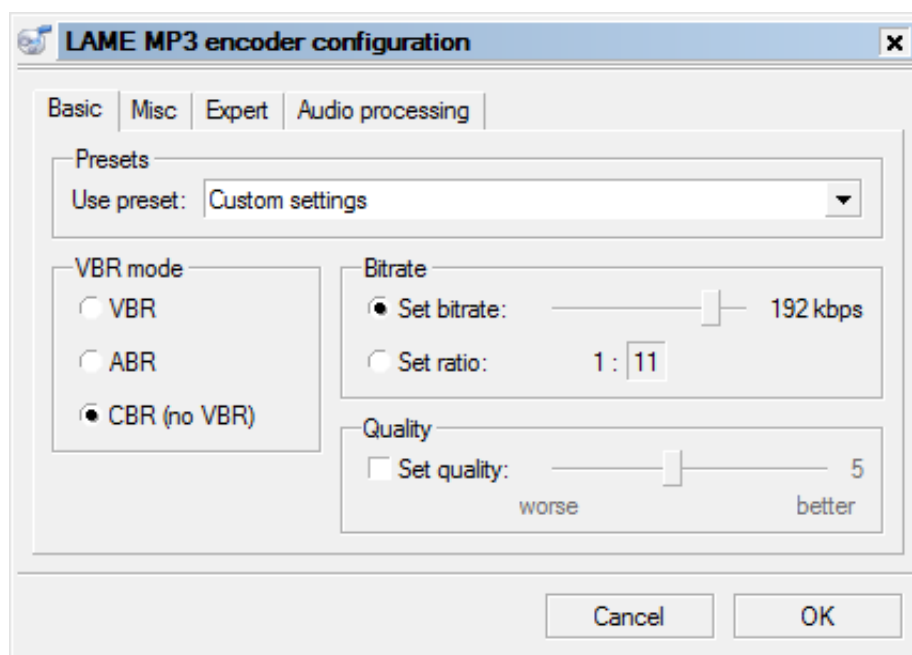 LAME MP3 encoder configuration
Basic Misc Expert Audio processing
Presets
Use preset: Custom settings
VBR mode
VBR
ABR
CBR (no VBR)
Bitrate
Set bitrate: 192 kbps
Set ratio: 1 : 11
Quality
Set quality: 5
worse better
Cancel OK